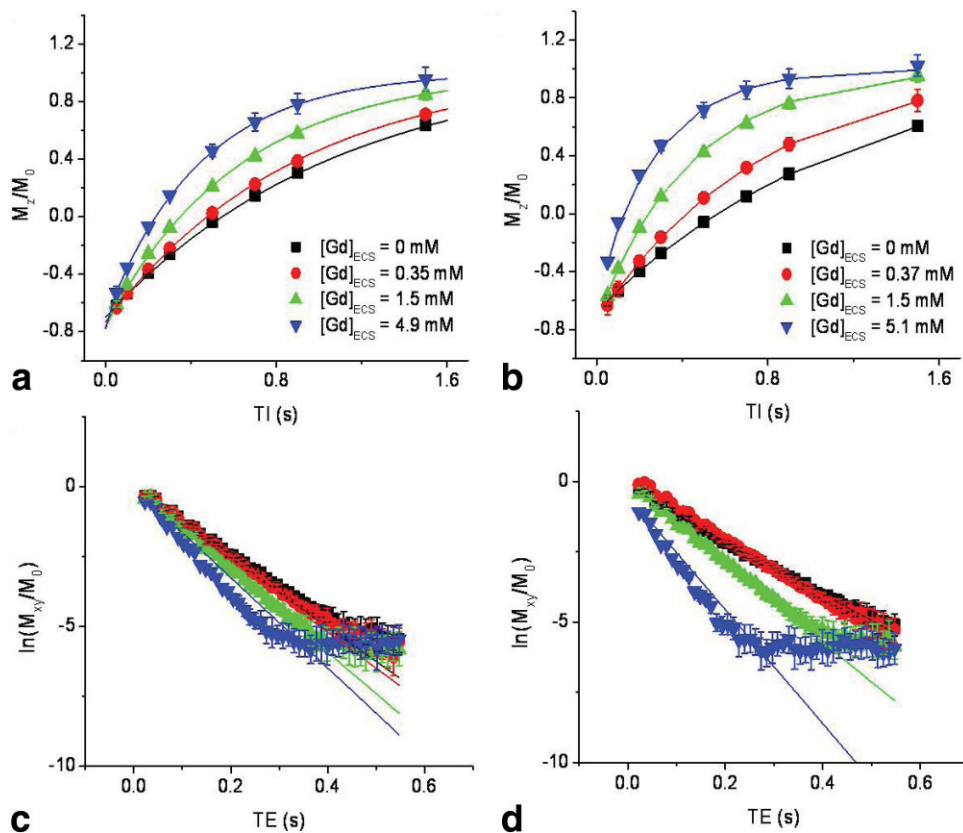 1.2
0.8
0.4
0.0
-0.4
-0.8
M_z/M_0
[Gd]_ECS = 0 mM
[Gd]_ECS = 0.35 mM
[Gd]_ECS = 1.5 mM
[Gd]_ECS = 4.9 mM
0.0 0.8 1.6
TI (s)
a
1.2
0.8
0.4
0.0
-0.4
-0.8
M_z/M_0
[Gd]_ECS = 0 mM
[Gd]_ECS = 0.37 mM
[Gd]_ECS = 1.5 mM
[Gd]_ECS = 5.1 mM
0.0 0.8 1.6
TI (s)
b
0
-5
-10
ln(M_xy/M_0)
0.0 0.2 0.4 0.6
TE (s)
c
0
-5
-10
ln(M_xy/M_0)
0.0 0.2 0.4 0.6
TE (s)
d